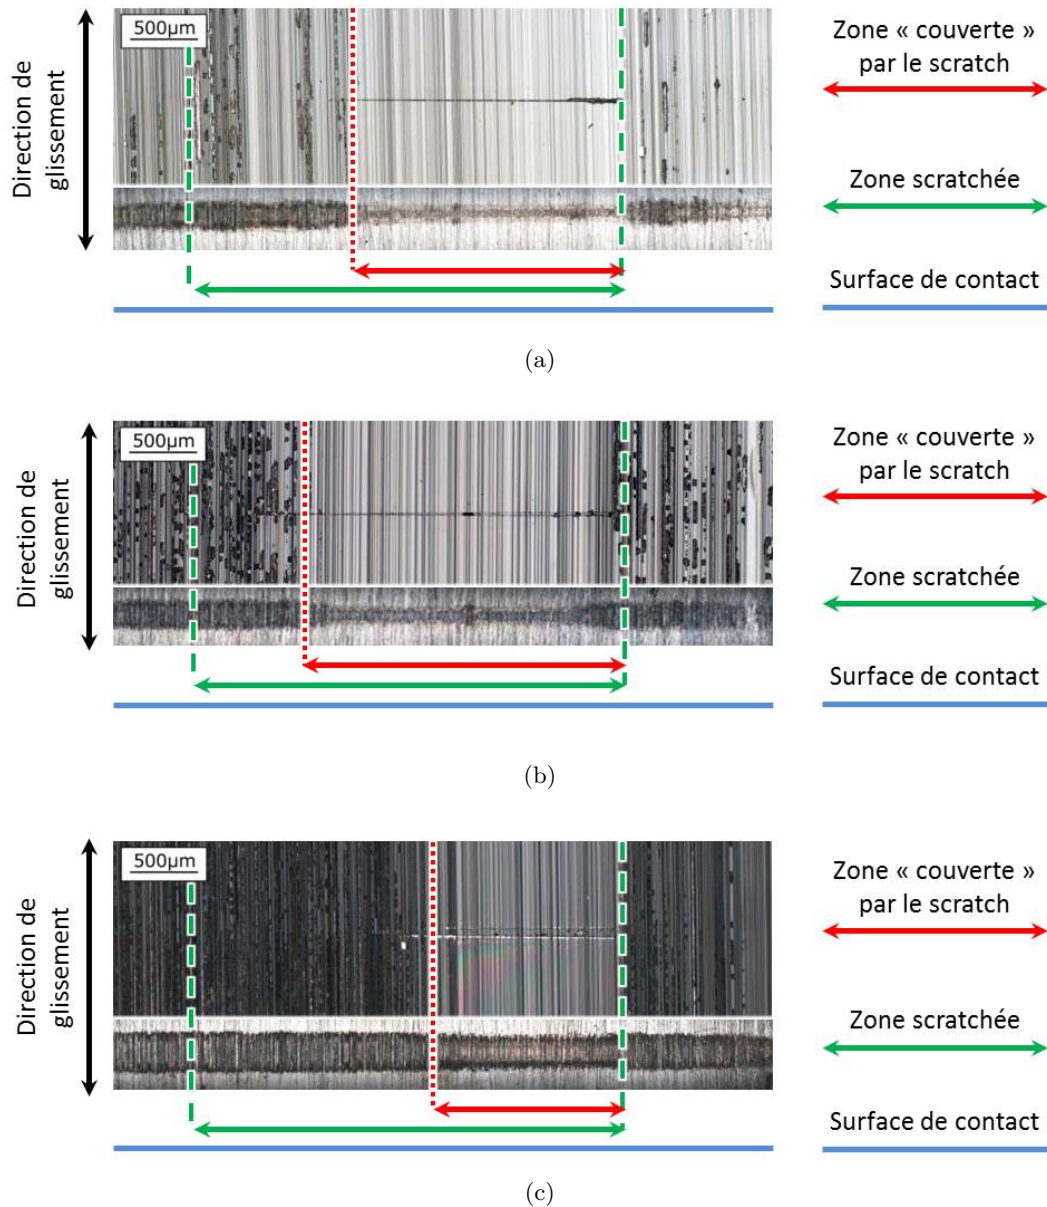 500µm
Direction de
glissement
Zone « couverte »
par le scratch
Zone scratchée
Surface de contact
(a)
500µm
Direction de
glissement
Zone « couverte »
par le scratch
Zone scratchée
Surface de contact
(b)
500µm
Direction de
glissement
Zone « couverte »
par le scratch
Zone scratchée
Surface de contact
(c)